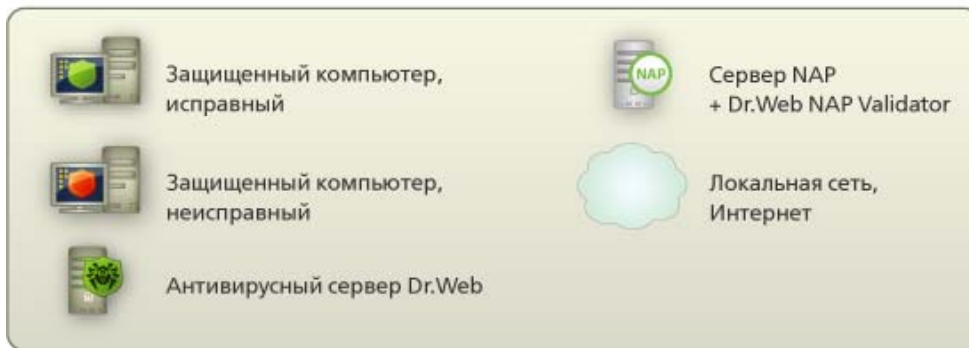 Защищенный компьютер,
исправный
Защищенный компьютер,
неисправный
Антивирусный сервер Dr.Web
NAP
Сервер NAP
+ Dr.Web NAP Validator
Локальная сеть,
Интернет